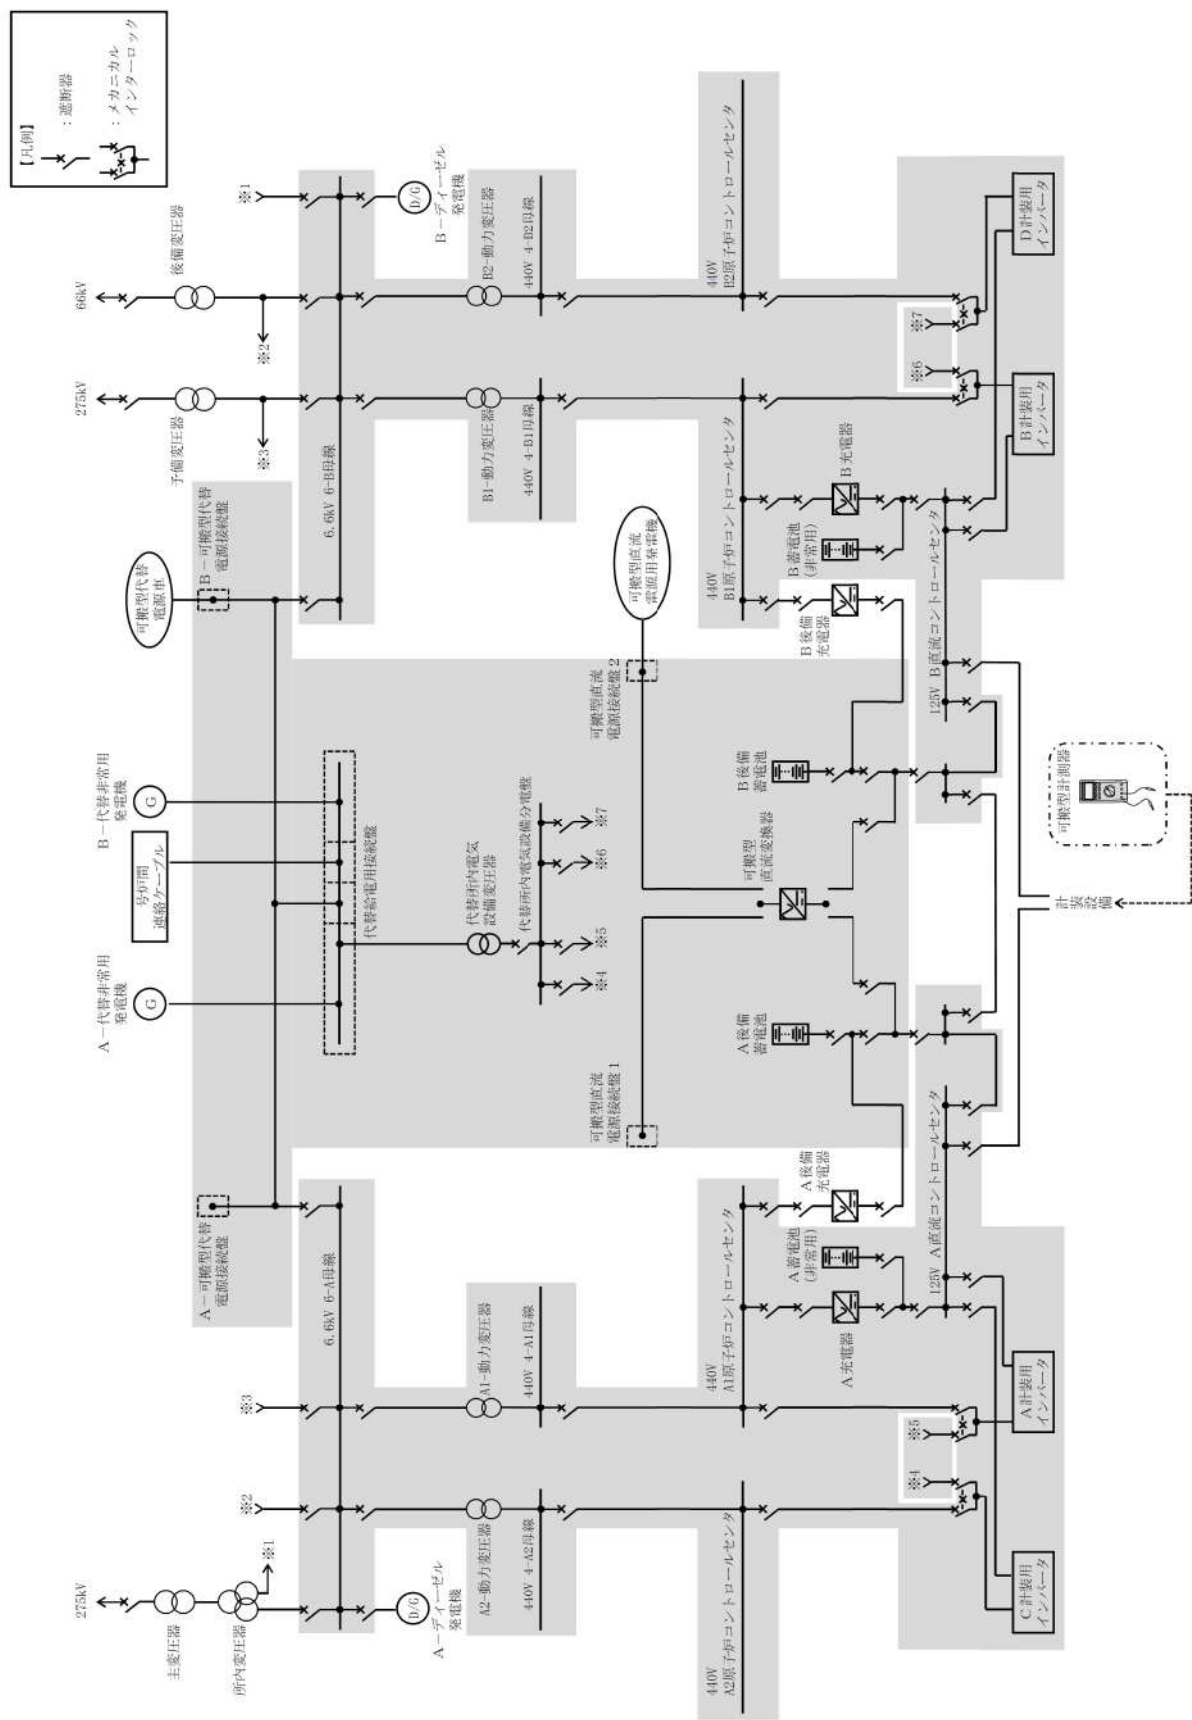 【凡例】
：遮断器
：メカニカル
インターロック
275kV
主変圧器
所内変圧器
※1
※2
※3
A－ディーゼル
発電機
D/G
6.6kV 6-A母線
A－可搬型代替
電源接続盤
A2-動力変圧器
440V 4-A2母線
A1-動力変圧器
440V 4-A1母線
440V
A2原子炉コントロールセンタ
440V
A1原子炉コントロールセンタ
A充電器
A蓄電池
(非常用)
A後備
充電器
125V A直流コントロールセンタ
※4
※5
C計装用
インバータ
A計装用
インバータ
A－代替非常用
発電機
G
号炉間
連絡ケーブル
B－代替非常用
発電機
G
代替給電用接続盤
代替所内電気
設備変圧器
代替所内電気設備分電盤
※4
※5
※6
※7
可搬型直流
電源接続盤1
可搬型直流
電源接続盤2
可搬型直流
電源用発電機
A後備
蓄電池
可搬型
直流変換器
B後備
蓄電池
計装設備
可搬型計測器
可搬型代替
電源車
B－可搬型代替
電源接続盤
275kV
予備変圧器
※3
66kV
後備変圧器
※2
※1
6.6kV 6-B母線
D/G
B－ディーゼル
発電機
B1-動力変圧器
440V 4-B1母線
B2-動力変圧器
440V 4-B2母線
440V
B1原子炉コントロールセンタ
440V
B2原子炉コントロールセンタ
B後備
充電器
B蓄電池
(非常用)
B充電器
125V B直流コントロールセンタ
※6
※7
B計装用
インバータ
D計装用
インバータ